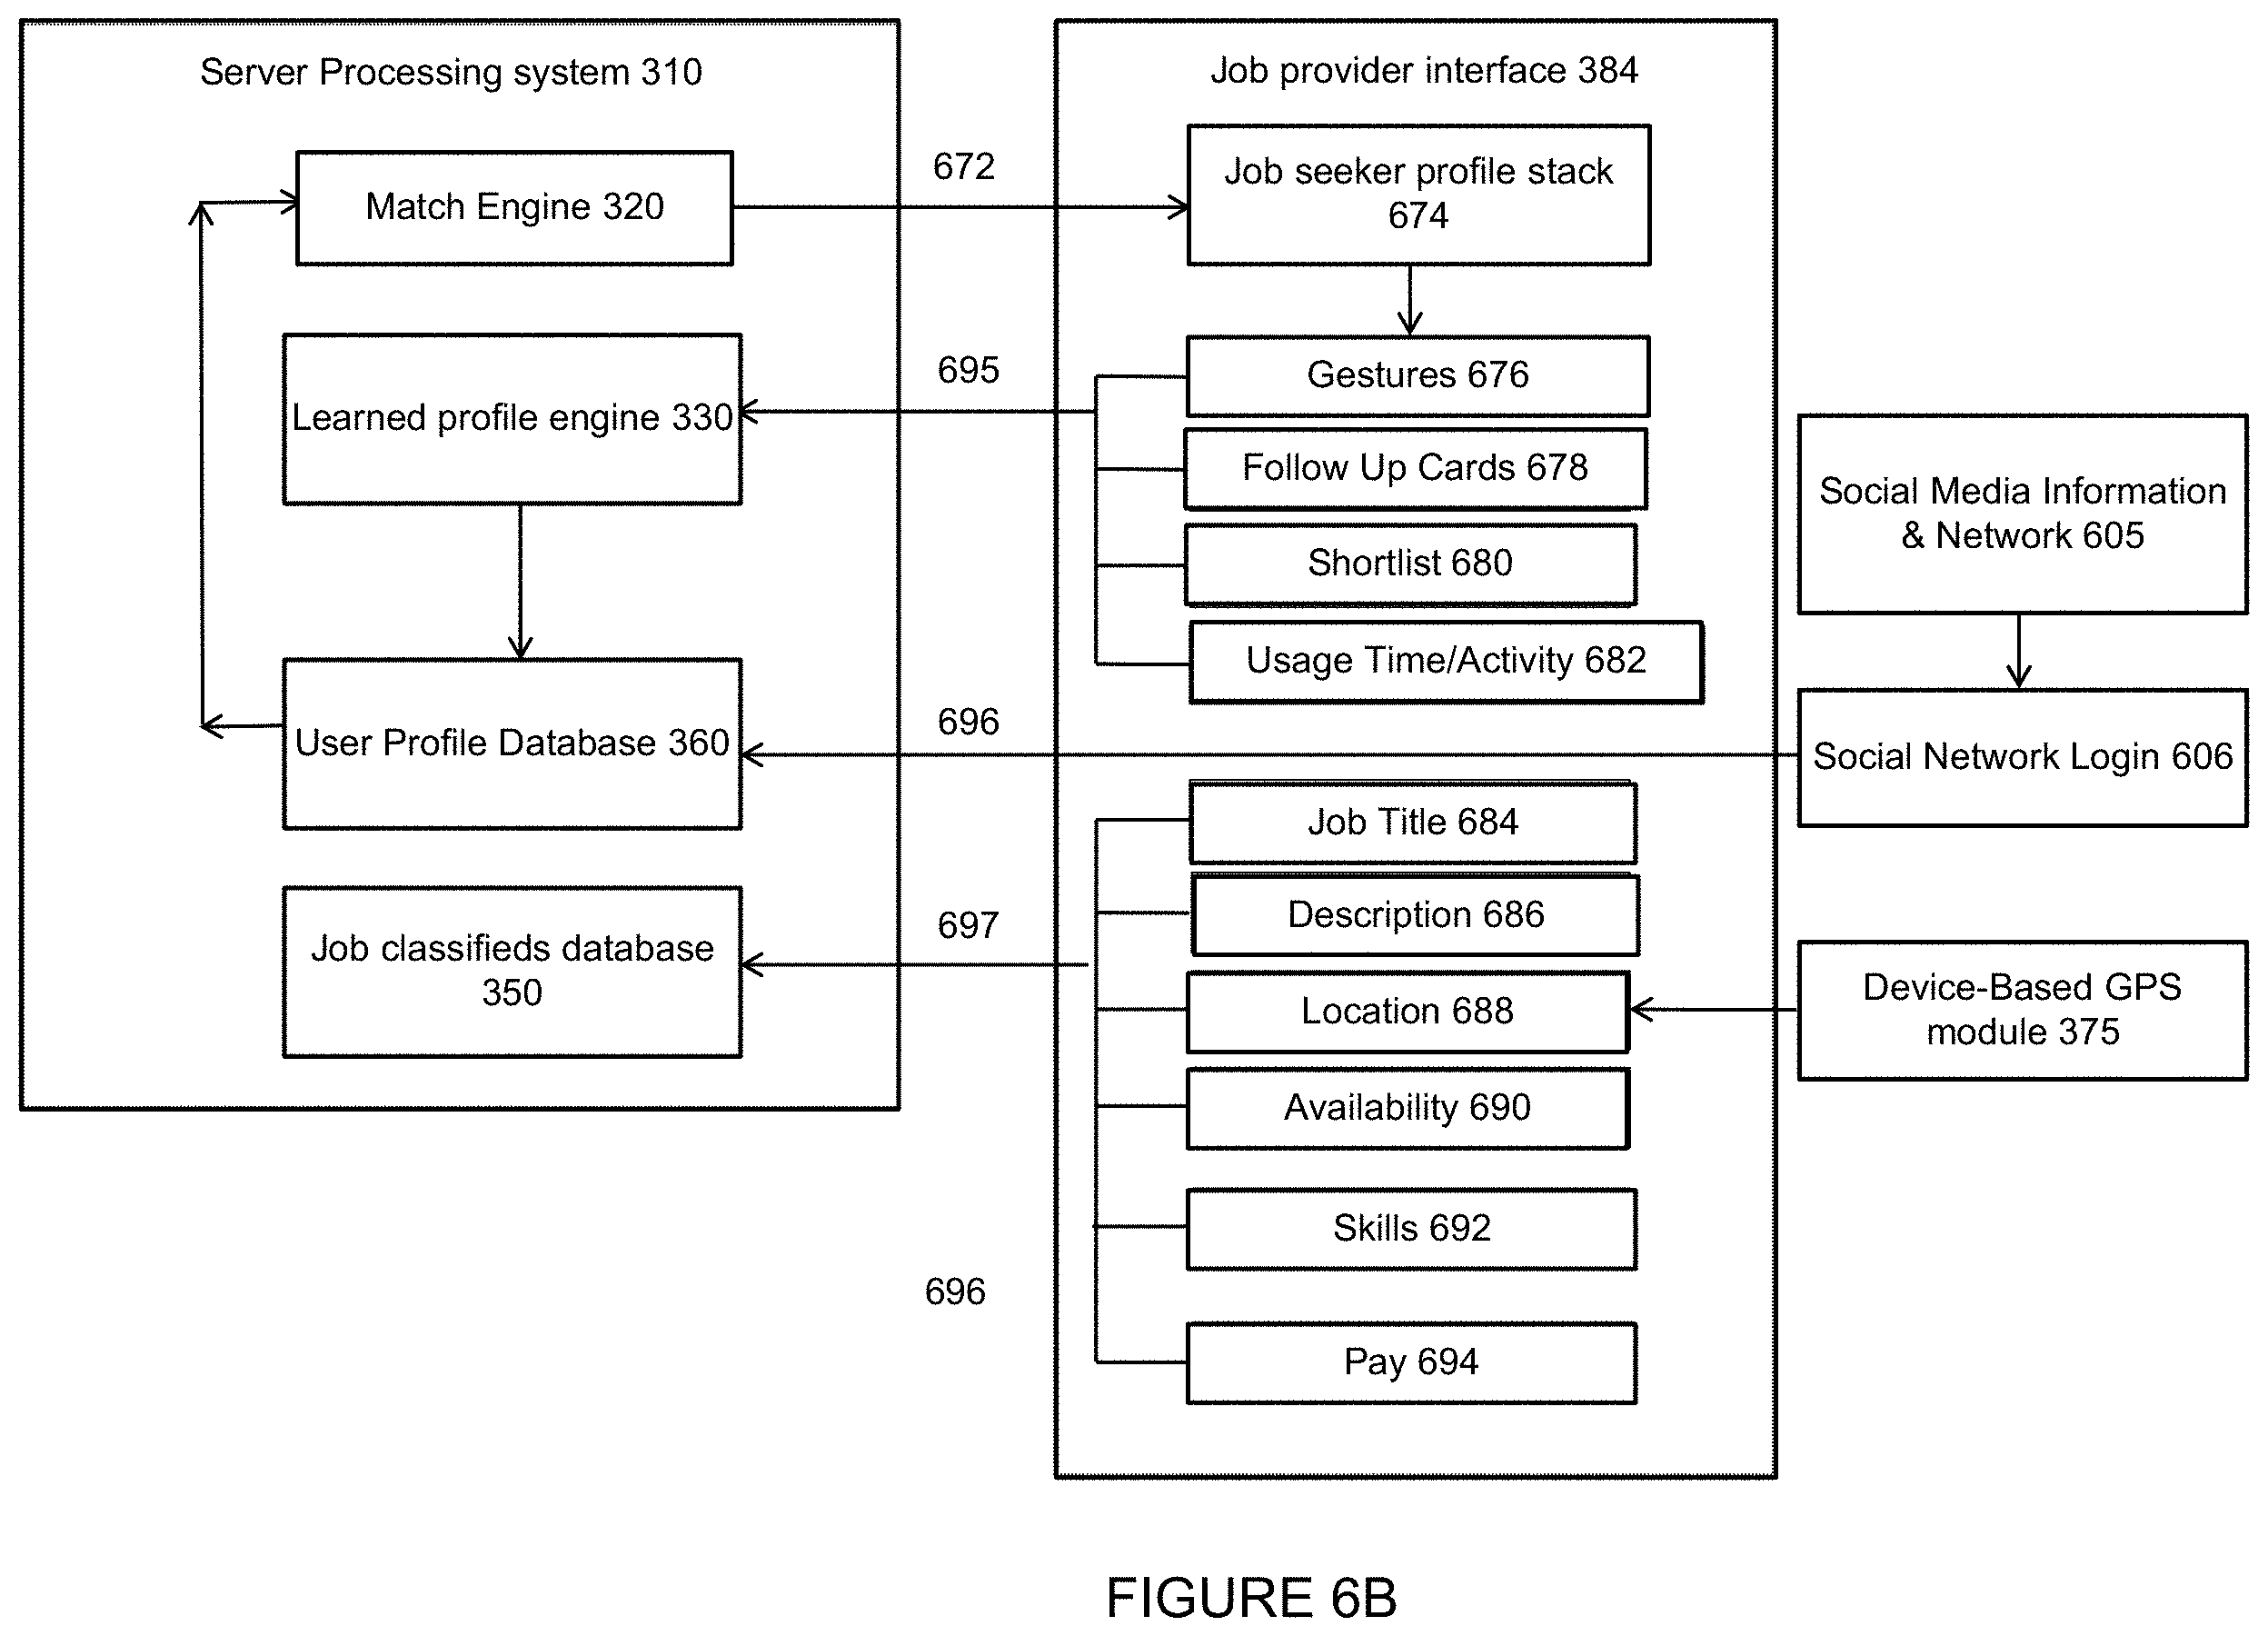 Server Processing system 310
Match Engine 320
Learned profile engine 330
User Profile Database 360
Job classifieds database
350
672
695
696
697
696
Job provider interface 384
Job seeker profile stack
674
Gestures 676
Follow Up Cards 678
Shortlist 680
Usage Time/Activity 682
Job Title 684
Description 686
Location 688
Availability 690
Skills 692
Pay 694
Social Media Information
& Network 605
Social Network Login 606
Device-Based GPS
module 375
FIGURE 6B